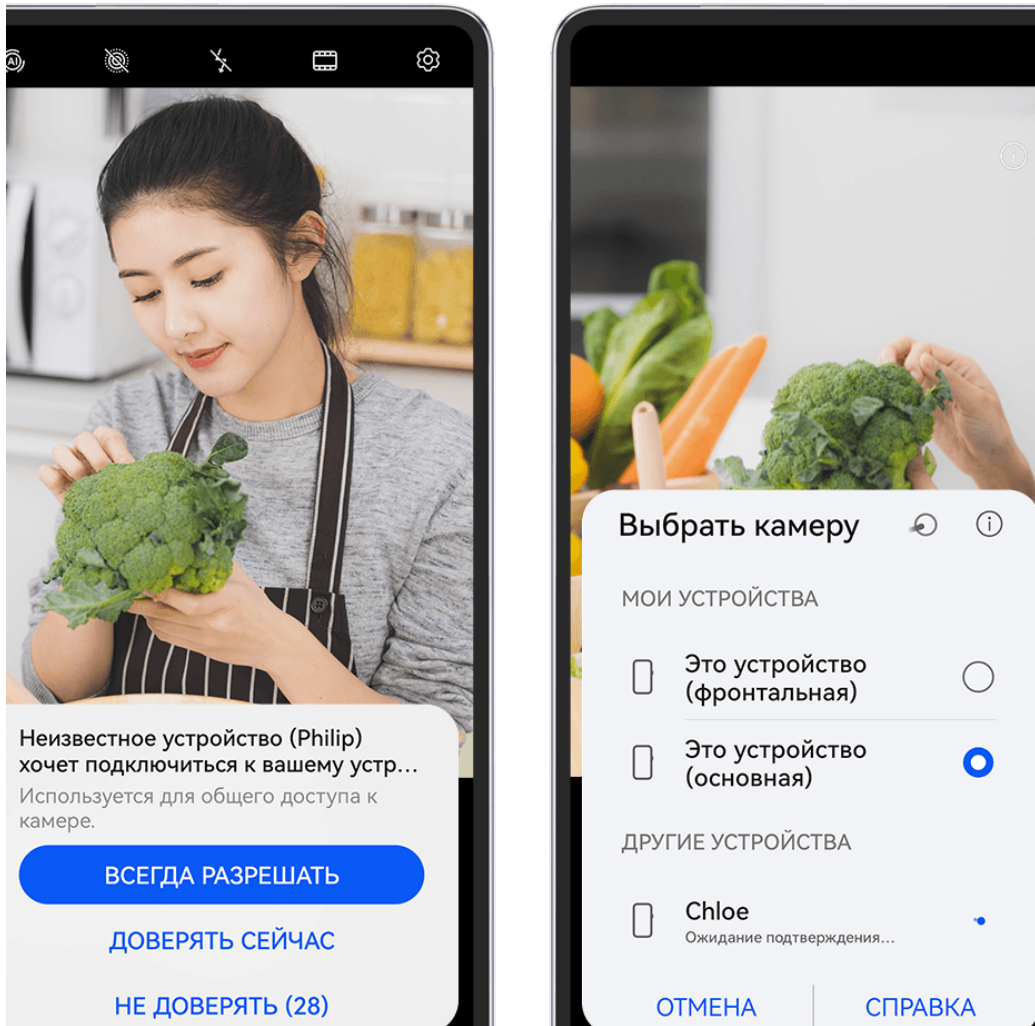 AI
Неизвестное устройство (Philip)
хочет подключиться к вашему устр...
Используется для общего доступа к
камере.
ВСЕГДА РАЗРЕШАТЬ
ДОВЕРЯТЬ СЕЙЧАС
НЕ ДОВЕРЯТЬ (28)
Выбрать камеру
МОИ УСТРОЙСТВА
Это устройство
(фронтальная)
Это устройство
(основная)
ДРУГИЕ УСТРОЙСТВА
Chloe
Ожидание подтверждения...
ОТМЕНА
СПРАВКА